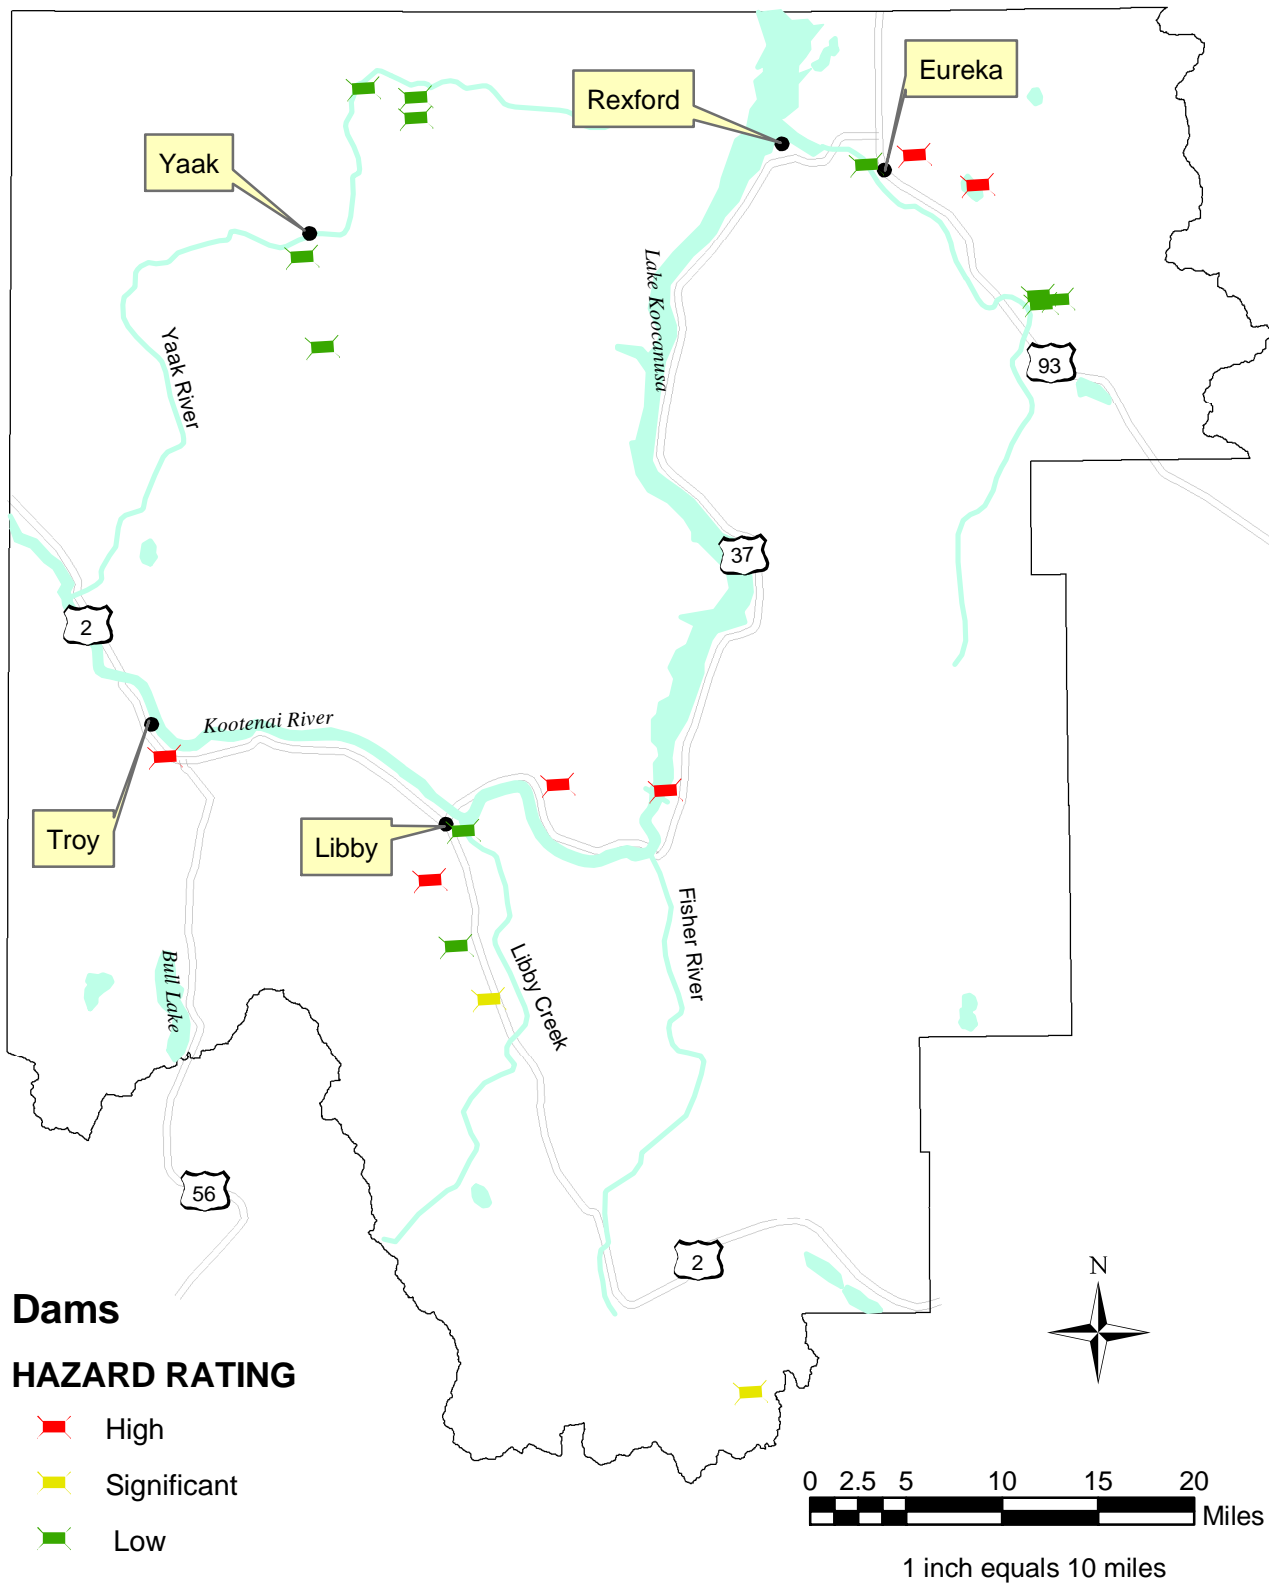 Eureka
Rexford
Yaak
Lake Koocanusa
Yaak River
93
37
2
Kootenai River
Troy
Libby
Fisher River
Libby Creek
Bull Lake
56
2
N
Dams
HAZARD RATING
High
Significant
Low
0 2.5 5 10 15 20
Miles
1 inch equals 10 miles